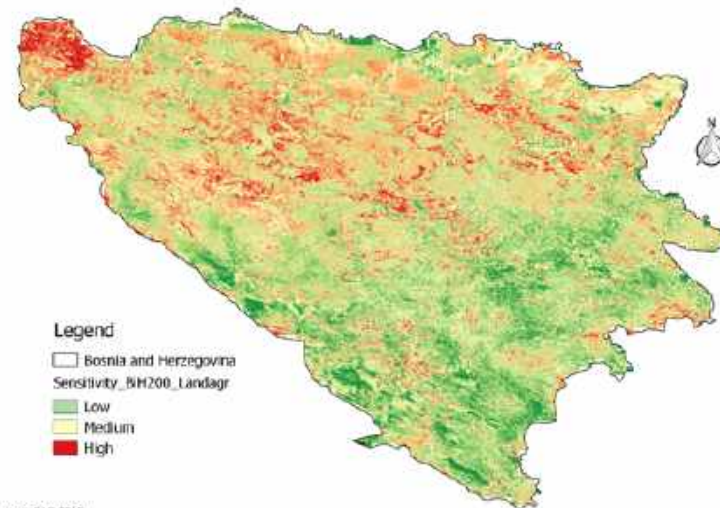 N
Legend
Bosnia and Herzegovina
Sensitivity_BiH200_Landagr
Low
Medium
High